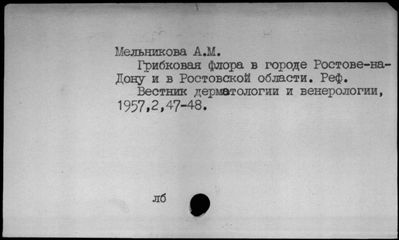 Мельникова А.М.
Грибковая флора в городе Ростове-на-
Дону и в Ростовской области. Реф.
Вестник дерматологии и венерологии,
1957,2,47-48.
лб